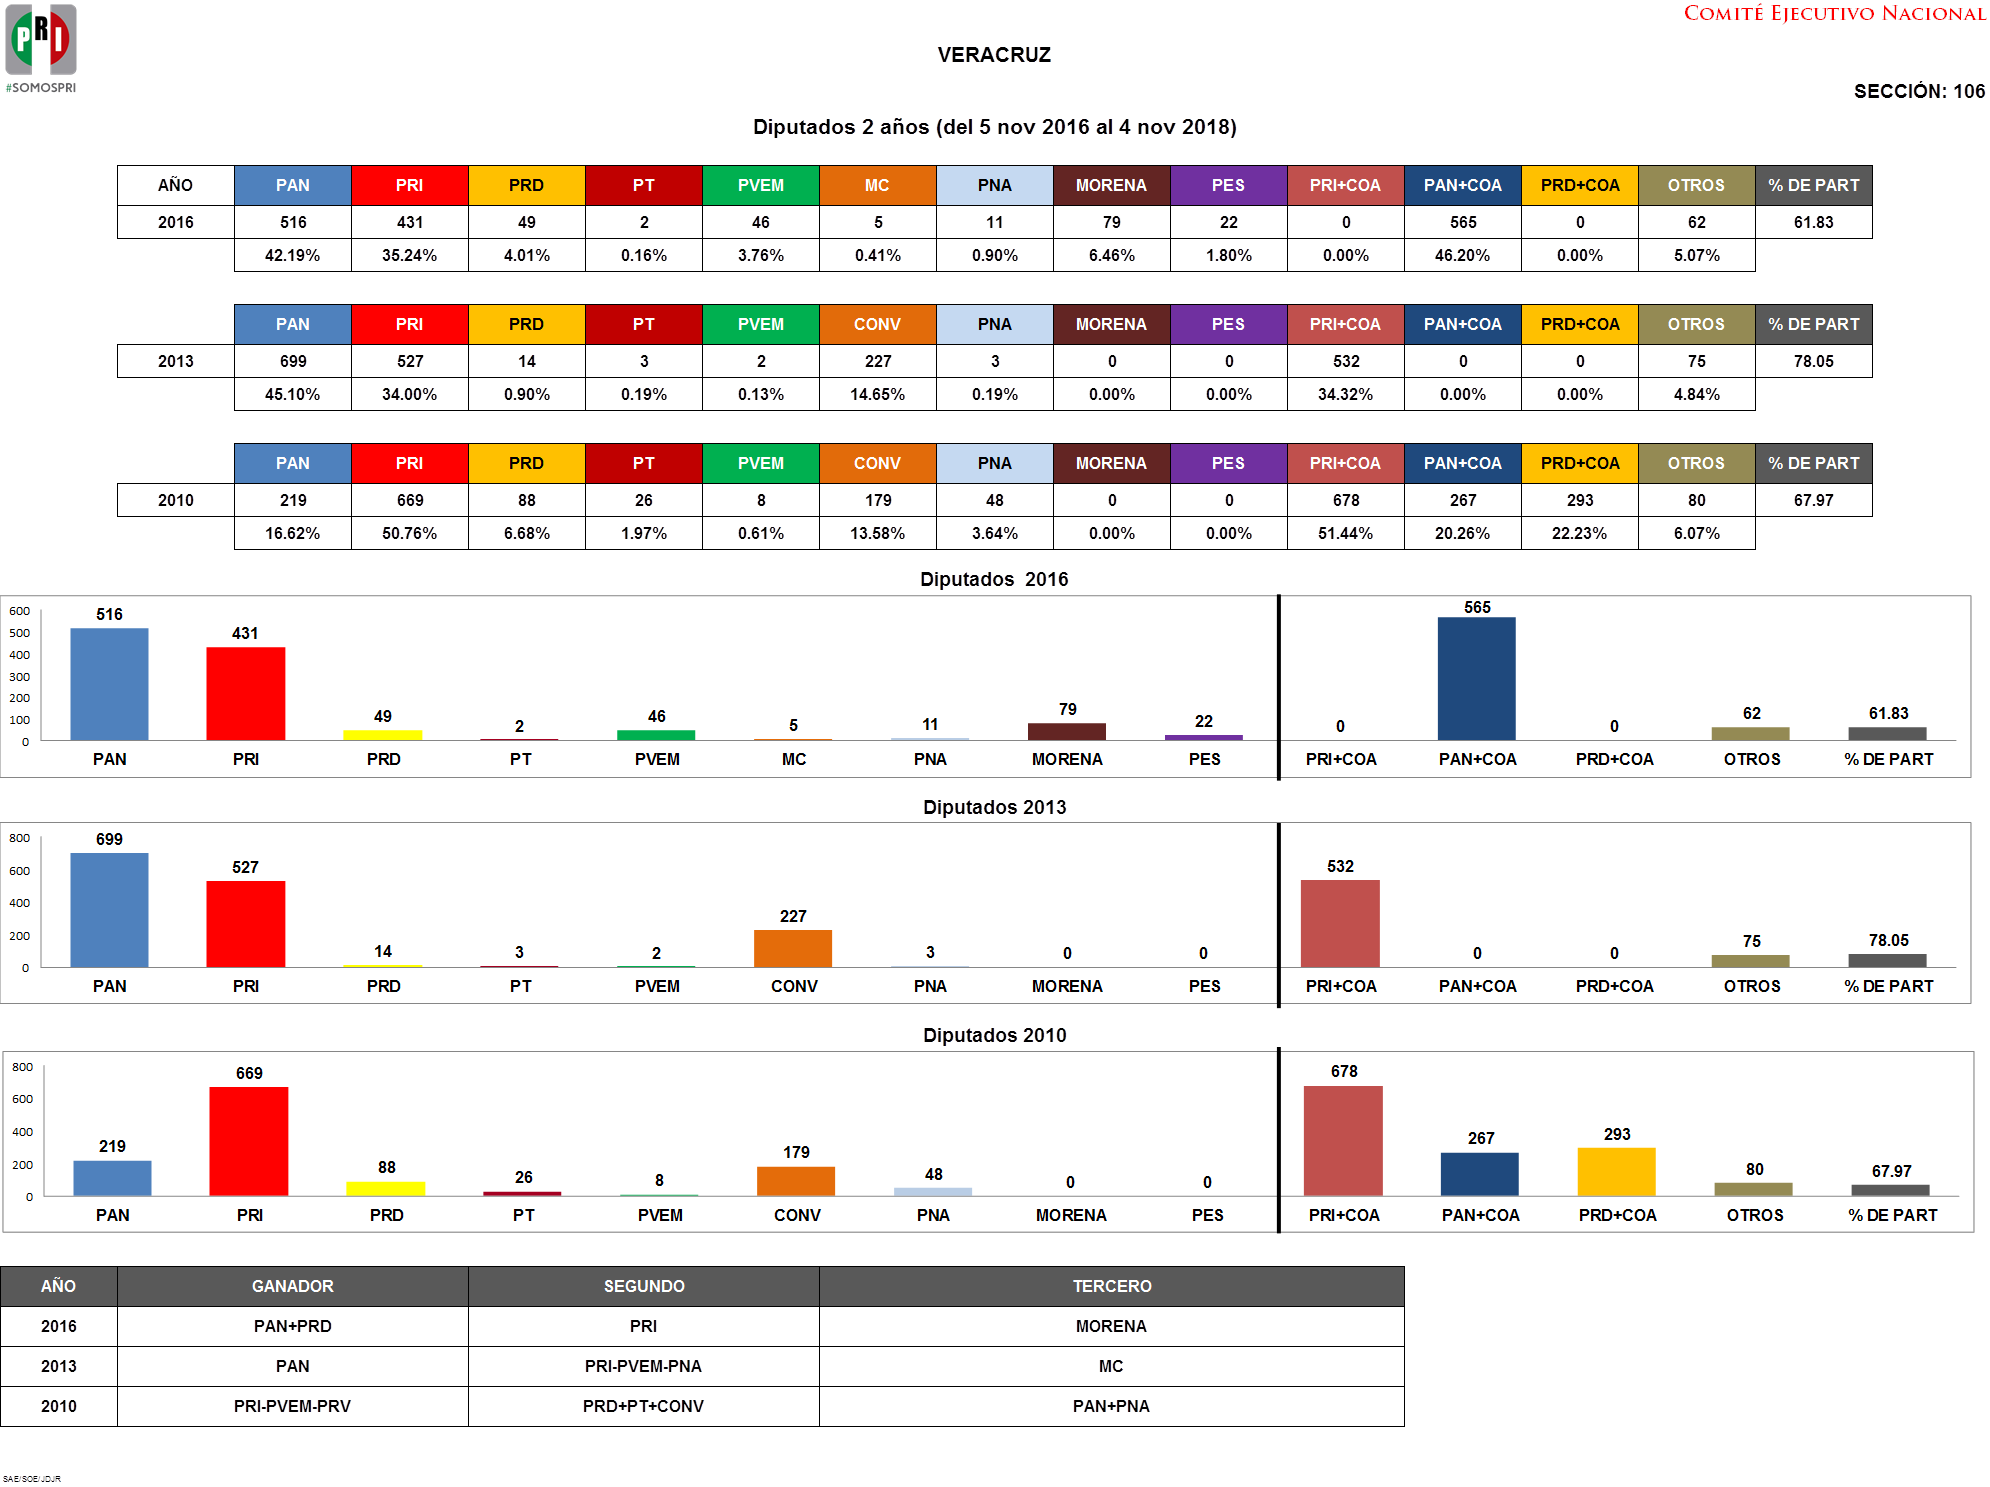 PRI
#SOMOSPRI
COMITÉ EJECUTIVO NACIONAL
VERACRUZ
SECCIÓN: 106
Diputados 2 años (del 5 nov 2016 al 4 nov 2018)
AÑO PAN PRI PRD PT PVEM MC PNA MORENA PES PRI+COA PAN+COA PRD+COA OTROS % DE PART
2016 516 431 49 2 46 5 11 79 22 0 565 0 62 61.83
42.19% 35.24% 4.01% 0.16% 3.76% 0.41% 0.90% 6.46% 1.80% 0.00% 46.20% 0.00% 5.07%
PAN PRI PRD PT PVEM CONV PNA MORENA PES PRI+COA PAN+COA PRD+COA OTROS % DE PART
2013 699 527 14 3 2 227 3 0 0 532 0 0 75 78.05
45.10% 34.00% 0.90% 0.19% 0.13% 14.65% 0.19% 0.00% 0.00% 34.32% 0.00% 0.00% 4.84%
PAN PRI PRD PT PVEM CONV PNA MORENA PES PRI+COA PAN+COA PRD+COA OTROS % DE PART
2010 219 669 88 26 8 179 48 0 0 678 267 293 80 67.97
16.62% 50.76% 6.68% 1.97% 0.61% 13.58% 3.64% 0.00% 0.00% 51.44% 20.26% 22.23% 6.07%
Diputados 2016
600
500
400
300
200
100
0
516 431 49 2 46 5 11 79 22 0 565 0 62 61.83
PAN PRI PRD PT PVEM MC PNA MORENA PES PRI+COA PAN+COA PRD+COA OTROS % DE PART
Diputados 2013
800
600
400
200
0
699 527 14 3 2 227 3 0 0 532 0 0 75 78.05
PAN PRI PRD PT PVEM CONV PNA MORENA PES PRI+COA PAN+COA PRD+COA OTROS % DE PART
Diputados 2010
800
600
400
200
0
219 669 88 26 8 179 48 0 0 678 267 293 80 67.97
PAN PRI PRD PT PVEM CONV PNA MORENA PES PRI+COA PAN+COA PRD+COA OTROS % DE PART
AÑO GANADOR SEGUNDO TERCERO
2016 PAN+PRD PRI MORENA
2013 PAN PRI-PVEM-PNA MC
2010 PRI-PVEM-PRV PRD+PT+CONV PAN+PNA
SAE/SOE/JDJR